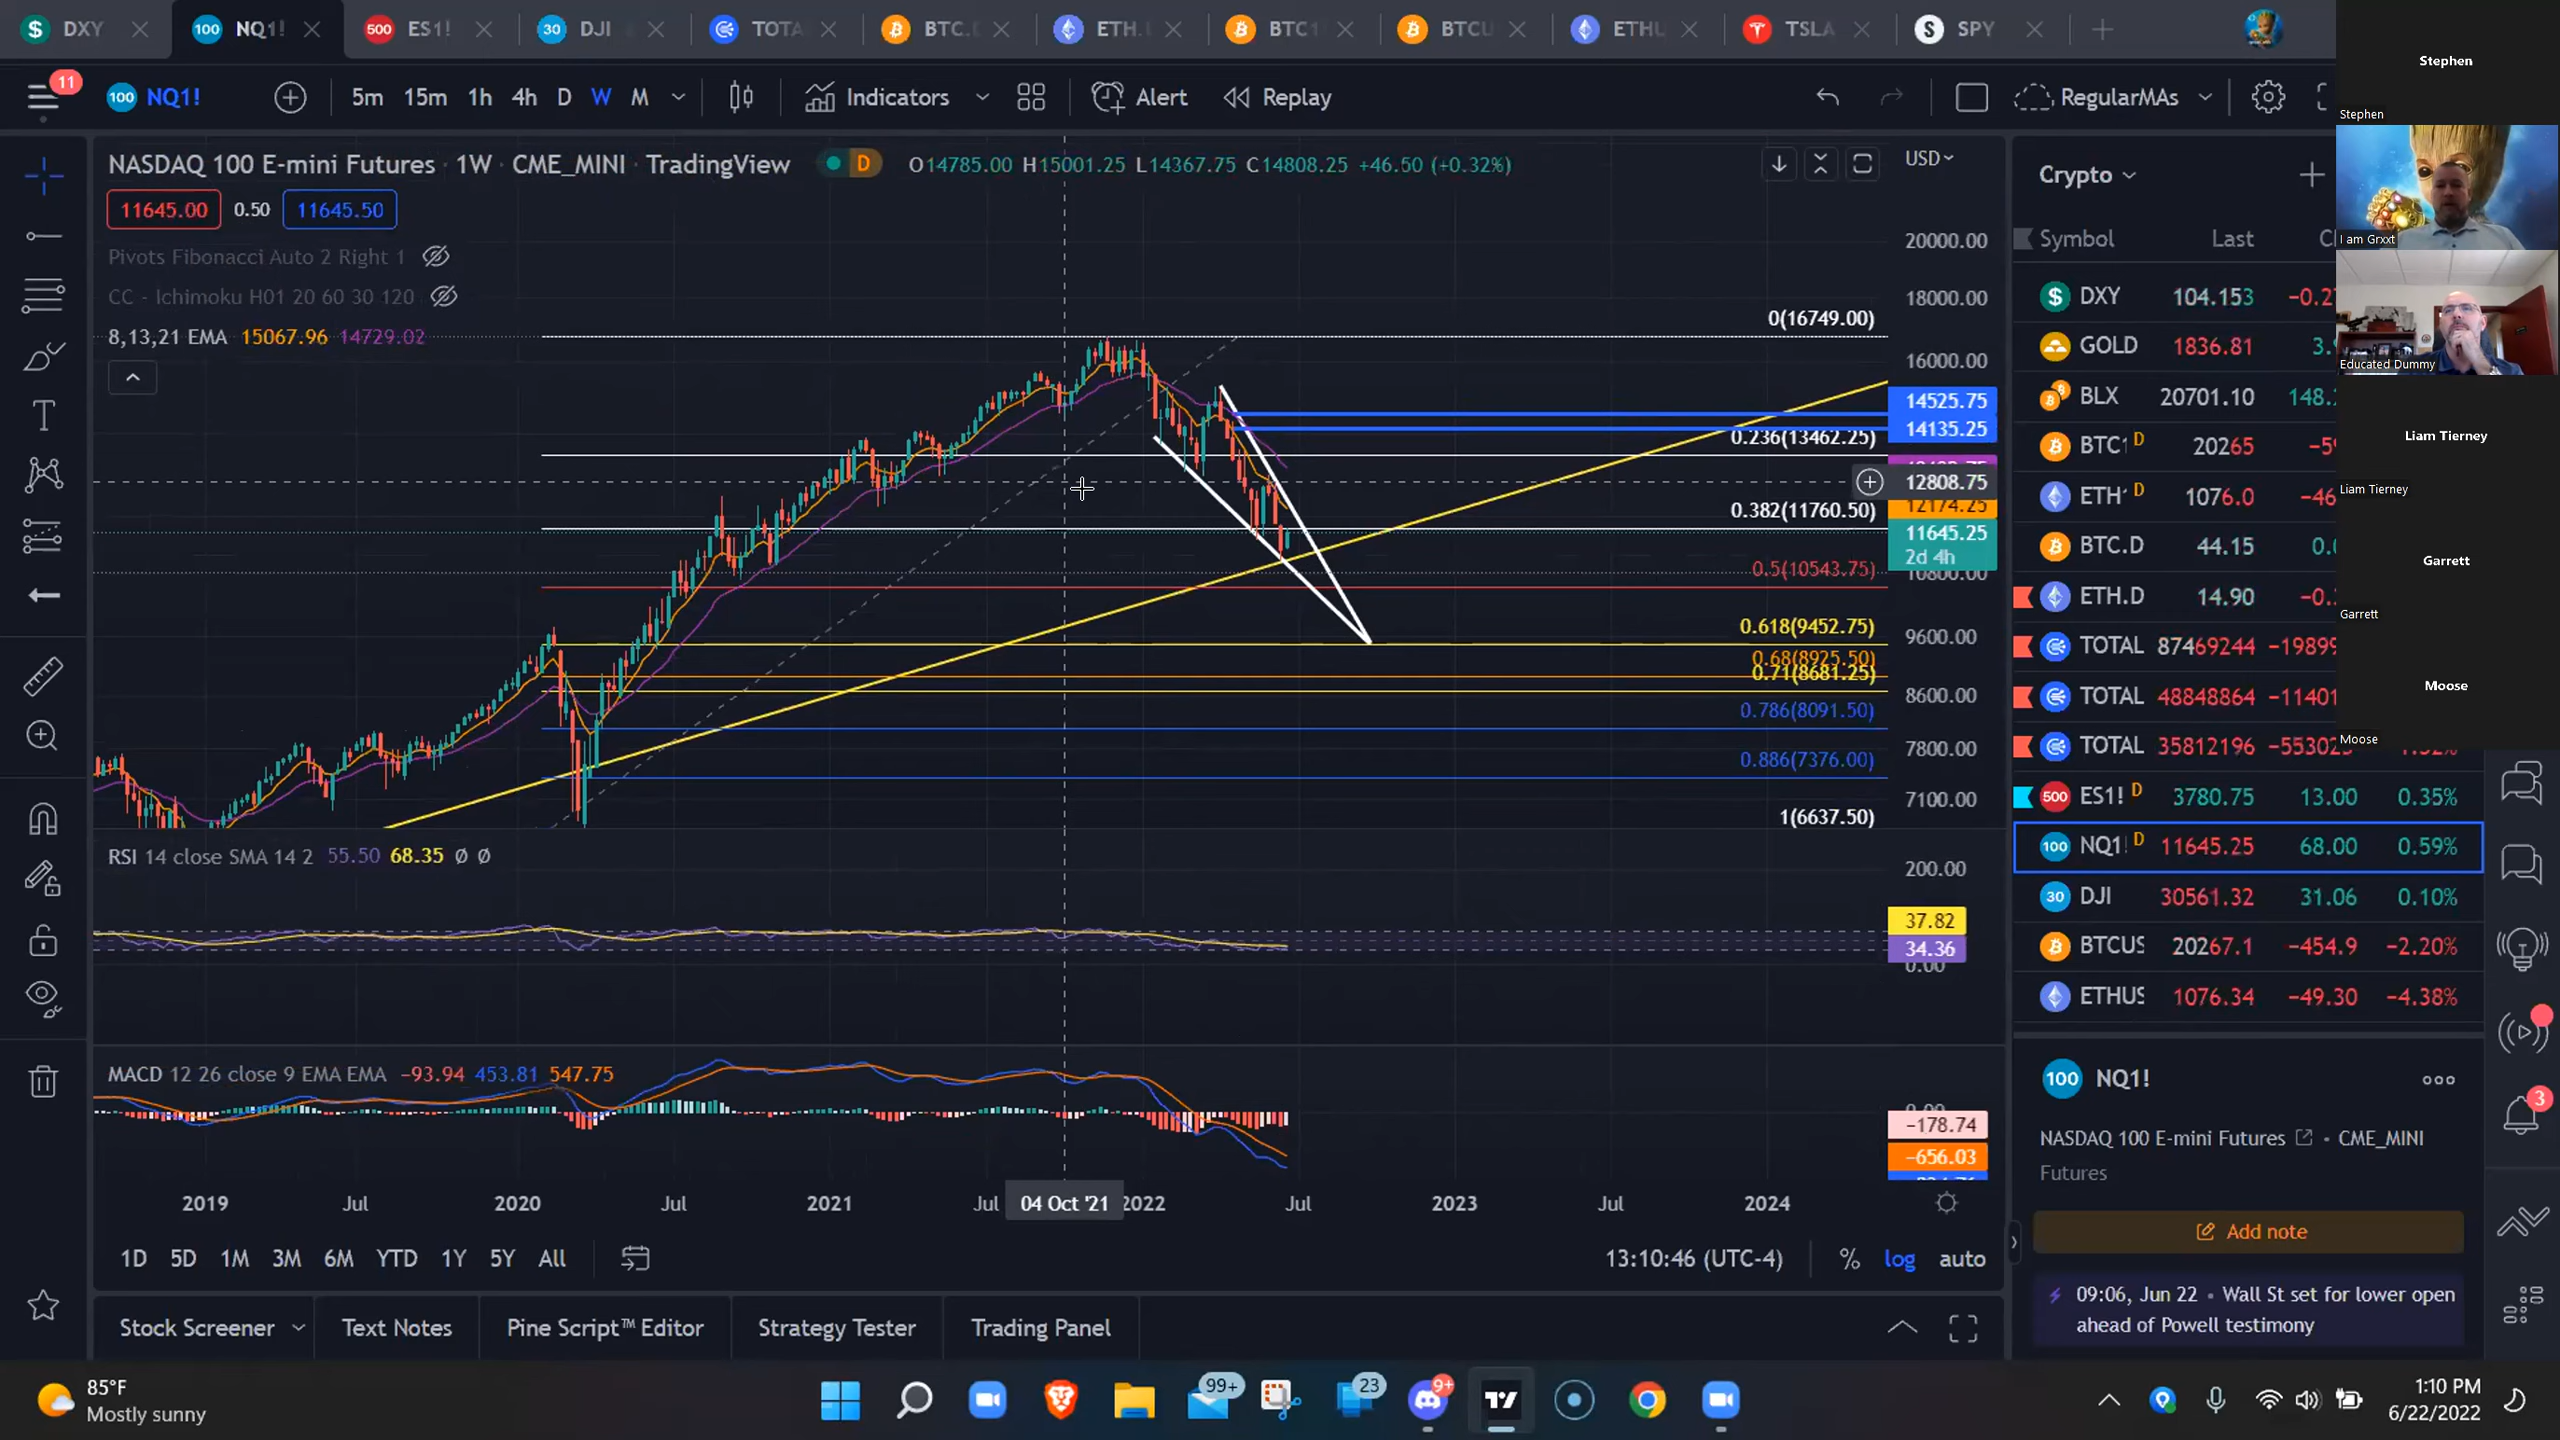 DXY
NQ1!
ES1!
DJI
TOTA
BTC.D
ETH.
BTC1
BTCU
ETHU
TSLA
SPY
11
NQ1!
5m 15m 1h 4h D W M
Indicators
Alert
Replay
RegularMAs
NASDAQ 100 E-mini Futures · 1W · CME_MINI · TradingView
D
O14785.00 H15001.25 L14367.75 C14808.25 +46.50 (+0.32%)
USD
11645.00 0.50 11645.50
Pivots Fibonacci Auto 2 Right 1
CC - Ichimoku H01 20 60 30 120
8,13,21 EMA 15067.96 14729.02
0(16749.00)
0.236(13462.25)
0.382(11760.50)
0.5(10543.75)
0.618(9452.75)
0.68(8925.50)
0.71(8681.25)
0.786(8091.50)
0.886(7376.00)
1(6637.50)
20000.00
18000.00
16000.00
14525.75
14135.25
12808.75
12174.25
11645.25
2d 4h
10800.00
9600.00
8600.00
7800.00
7100.00
RSI 14 close SMA 14 2 55.50 68.35 Ø Ø
200.00
37.82
34.36
0.00
MACD 12 26 close 9 EMA EMA −93.94 453.81 547.75
−178.74
−656.03
2019 Jul 2020 Jul 2021 Jul 04 Oct '21 2022 Jul 2023 Jul 2024
1D 5D 1M 3M 6M YTD 1Y 5Y All
13:10:46 (UTC-4)
% log auto
Stock Screener
Text Notes
Pine Script™ Editor
Strategy Tester
Trading Panel
Crypto
Symbol Last
DXY 104.153 −0.2
GOLD 1836.81 3.
BLX 20701.10 148.
BTC1 D 20265 −5
ETH D 1076.0 −46
BTC.D 44.15 0.
ETH.D 14.90 −0.
TOTAL 87469244 −19899
TOTAL 48848864 −11401
TOTAL 35812196 −55302
ES1! D 3780.75 13.00 0.35%
NQ1! D 11645.25 68.00 0.59%
DJI 30561.32 31.06 0.10%
BTCUS 20267.1 −454.9 −2.20%
ETHUS 1076.34 −49.30 −4.38%
NQ1!
NASDAQ 100 E-mini Futures · CME_MINI
Futures
Add note
09:06, Jun 22 · Wall St set for lower open
ahead of Powell testimony
3
Stephen
Stephen
I am Grxxt
Educated Dummy
Liam Tierney
Liam Tierney
Garrett
Garrett
Moose
Moose
85°F
Mostly sunny
99+
23
9+
1:10 PM
6/22/2022